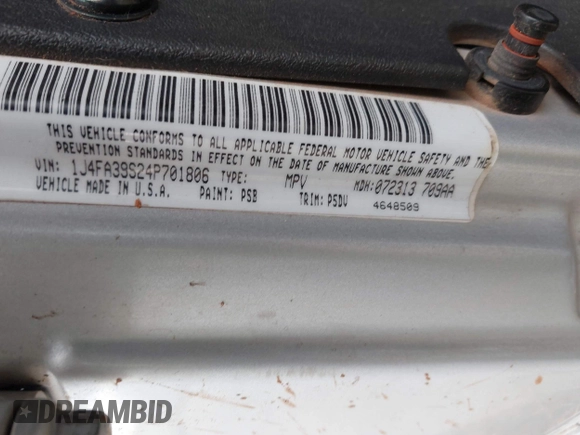 THIS VEHICLE CONFORMS TO ALL APPLICABLE FEDERAL MOTOR VEHICLE SAFETY AND THE
PREVENTION STANDARDS IN EFFECT ON THE DATE OF MANUFACTURE SHOWN ABOVE.
VIN: 1J4FA39S24P701806 TYPE: MPV MDH:072313 709AA
VEHICLE MADE IN U.S.A. PAINT: PSB TRIM:PSDV 4648509
DREAMBID